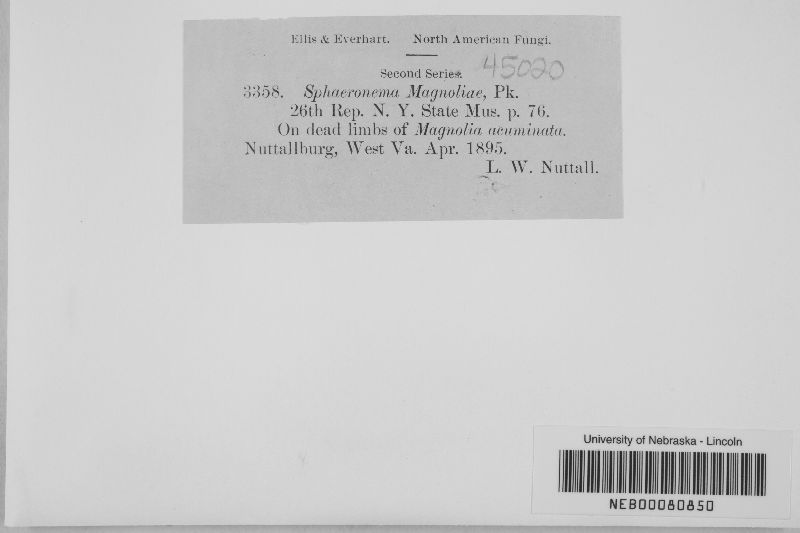 Ellis & Everhart. North American Fungi.
Second Series. 45020
3358. Sphaeronema Magnoliae, Pk.
26th Rep. N. Y. State Mus. p. 76.
On dead limbs of Magnolia acuminata.
Nuttallburg, West Va. Apr. 1895.
L. W. Nuttall.
University of Nebraska - Lincoln
NEB00080850